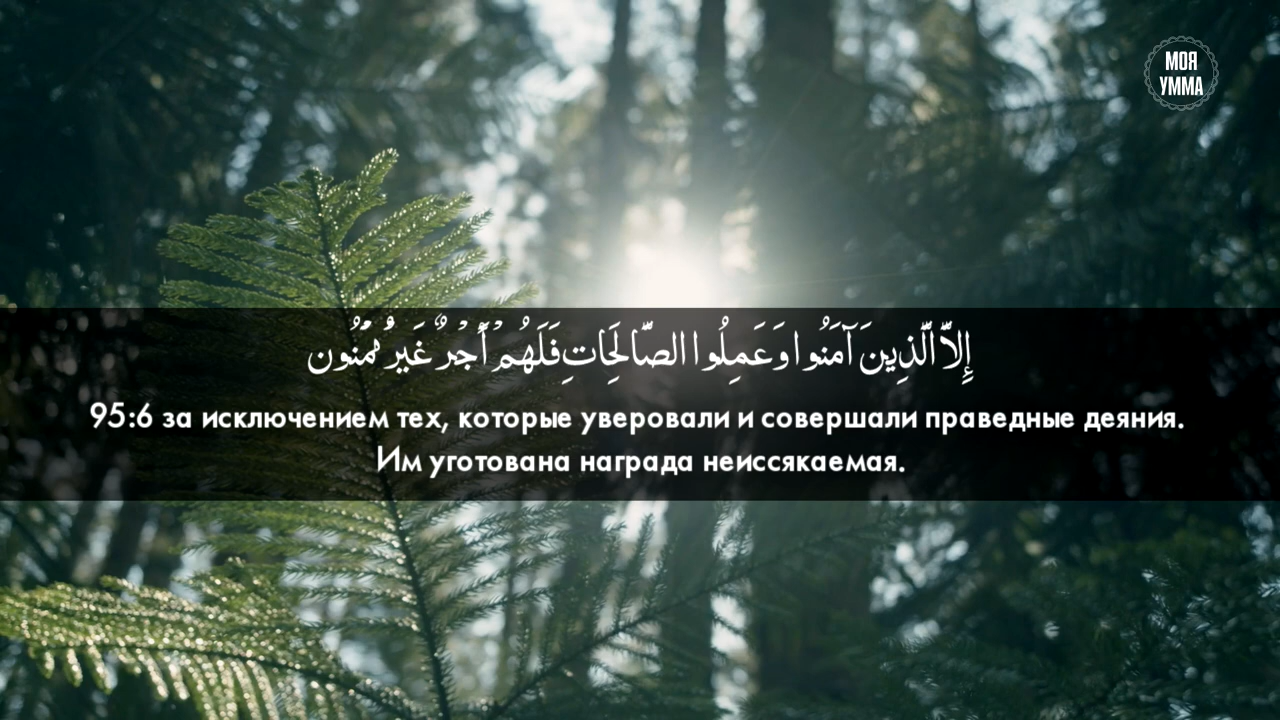 МОЯ
УММА
إِلاَّ الَّذِينَ آمَنُوا وَعَمِلُوا الصَّالِحَاتِ فَلَهُمْ أَجْرٌ غَيْرُ مَمْنُون
95:6 за исключением тех, которые уверовали и совершали праведные деяния.
Им уготована награда неиссякаемая.